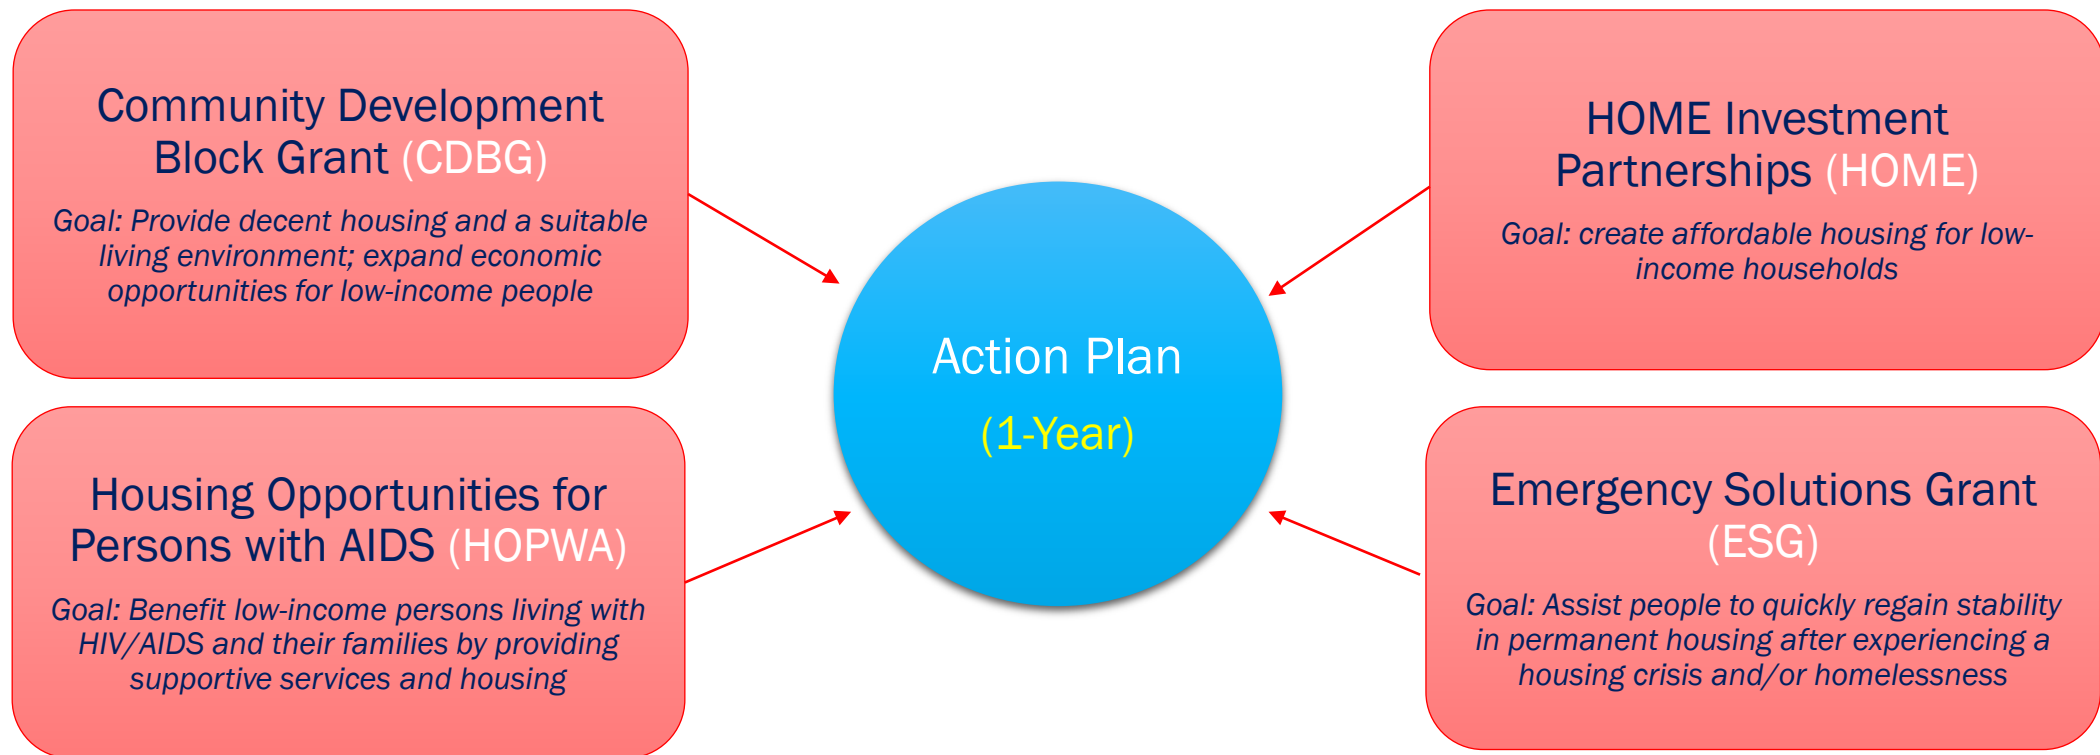 Community Development
Block Grant (CDBG)
Goal: Provide decent housing and a suitable
living environment; expand economic
opportunities for low-income people
HOME Investment
Partnerships (HOME)
Goal: create affordable housing for low-
income households
Action Plan
(1-Year)
Housing Opportunities for
Persons with AIDS (HOPWA)
Goal: Benefit low-income persons living with
HIV/AIDS and their families by providing
supportive services and housing
Emergency Solutions Grant
(ESG)
Goal: Assist people to quickly regain stability
in permanent housing after experiencing a
housing crisis and/or homelessness